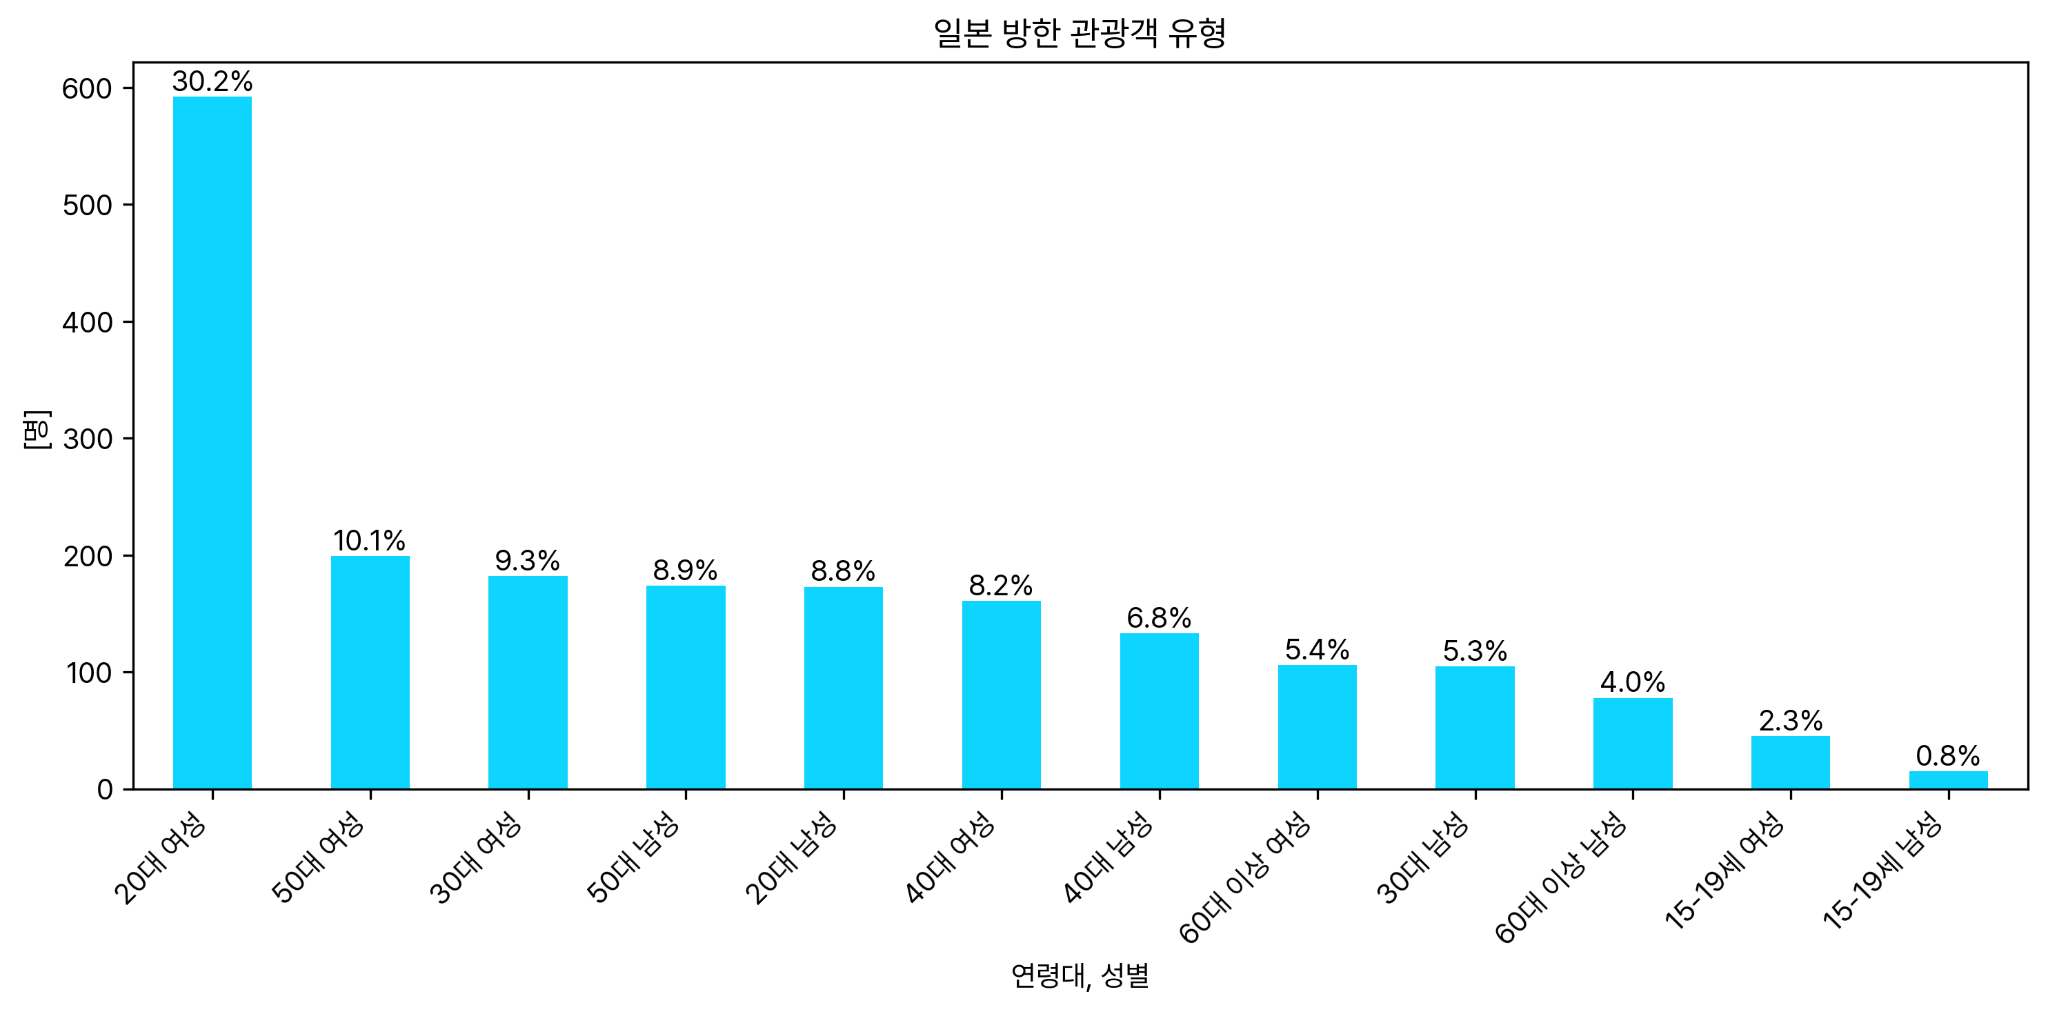 일본 방한 관광객 유형
[명]
600
500
400
300
200
100
0
30.2%
10.1%
9.3%
8.9%
8.8%
8.2%
6.8%
5.4%
5.3%
4.0%
2.3%
0.8%
20대 여성
50대 여성
30대 여성
50대 남성
20대 남성
40대 여성
40대 남성
60대 이상 여성
30대 남성
60대 이상 남성
15-19세 여성
15-19세 남성
연령대, 성별